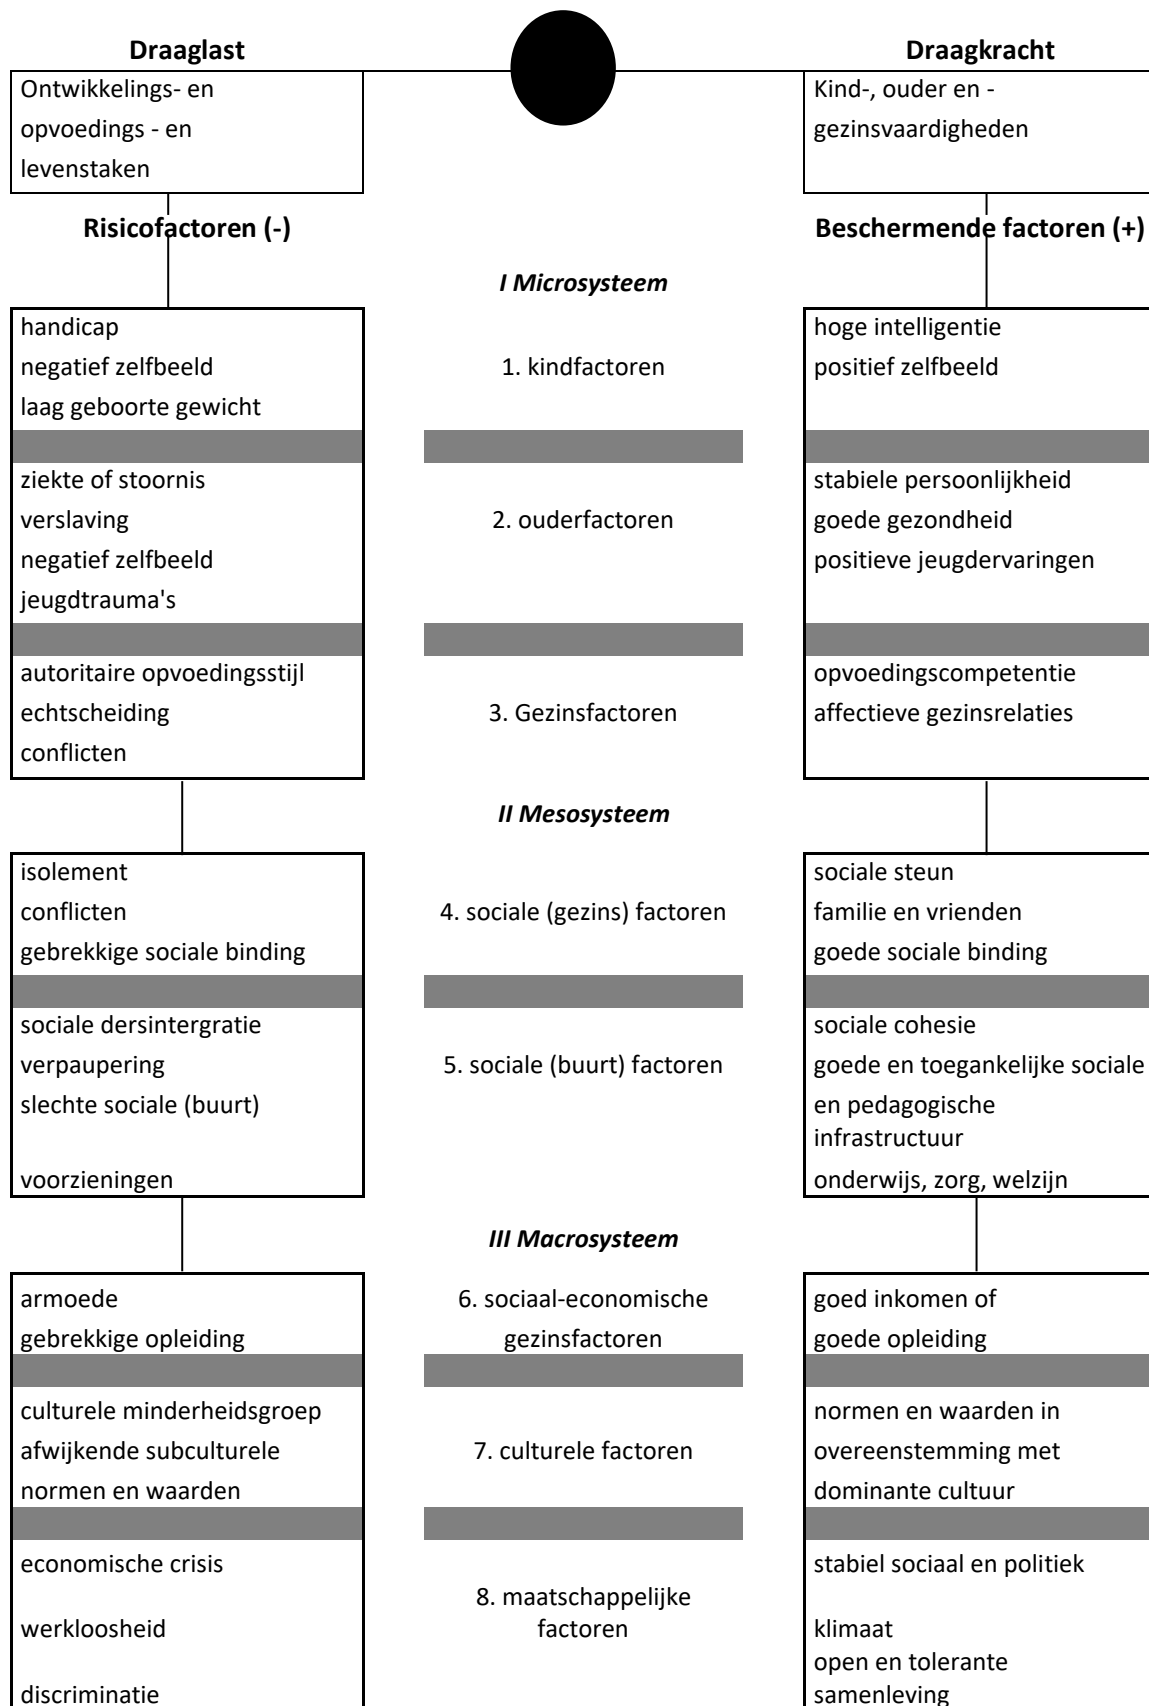 Draaglast
Draagkracht
Ontwikkelings- en
opvoedings - en
levenstaken
Kind-, ouder en -
gezinsvaardigheden
Risicofactoren (-)
Beschermende factoren (+)
I Microsysteem
handicap
negatief zelfbeeld
laag geboorte gewicht
1. kindfactoren
hoge intelligentie
positief zelfbeeld
ziekte of stoornis
verslaving
negatief zelfbeeld
jeugdtrauma's
2. ouderfactoren
stabiele persoonlijkheid
goede gezondheid
positieve jeugdervaringen
autoritaire opvoedingsstijl
echtscheiding
conflicten
3. Gezinsfactoren
opvoedingscompetentie
affectieve gezinsrelaties
II Mesosysteem
isolement
conflicten
gebrekkige sociale binding
4. sociale (gezins) factoren
sociale steun
familie en vrienden
goede sociale binding
sociale dersintergratie
verpaupering
slechte sociale (buurt)
voorzieningen
5. sociale (buurt) factoren
sociale cohesie
goede en toegankelijke sociale
en pedagogische
infrastructuur
onderwijs, zorg, welzijn
III Macrosysteem
armoede
gebrekkige opleiding
6. sociaal-economische
gezinsfactoren
goed inkomen of
goede opleiding
culturele minderheidsgroep
afwijkende subculturele
normen en waarden
7. culturele factoren
normen en waarden in
overeenstemming met
dominante cultuur
economische crisis
werkloosheid
discriminatie
8. maatschappelijke
factoren
stabiel sociaal en politiek
klimaat
open en tolerante
samenleving